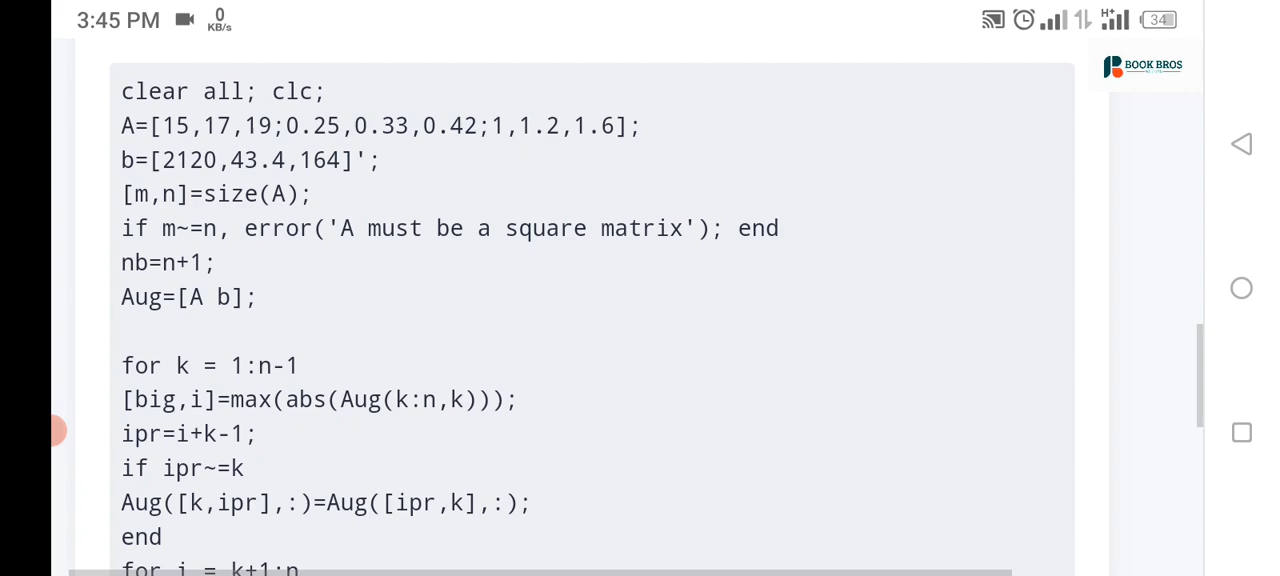 3:45 PM 0 KB/s H+ 34
BOOK BROS
clear all; clc;
A=[15,17,19;0.25,0.33,0.42;1,1.2,1.6];
b=[2120,43.4,164]';
[m,n]=size(A);
if m~=n, error('A must be a square matrix'); end
nb=n+1;
Aug=[A b];
for k = 1:n-1
[big,i]=max(abs(Aug(k:n,k)));
ipr=i+k-1;
if ipr~=k
Aug([k,ipr],:)=Aug([ipr,k],:);
end
for i = k+1:n